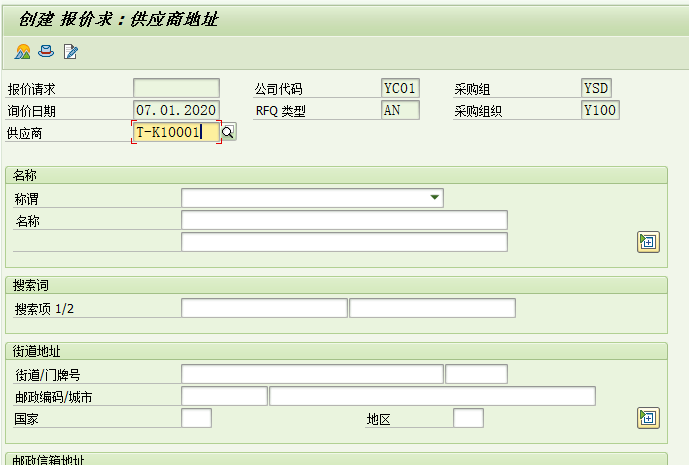 创建 报价求：供应商地址
报价请求 公司代码 YC01 采购组 YSD
询价日期 07.01.2020 RFQ 类型 AN 采购组织 Y100
供应商 T-K10001
名称
称谓
名称
搜索词
搜索项 1/2
街道地址
街道/门牌号
邮政编码/城市
国家 地区
邮政信箱地址